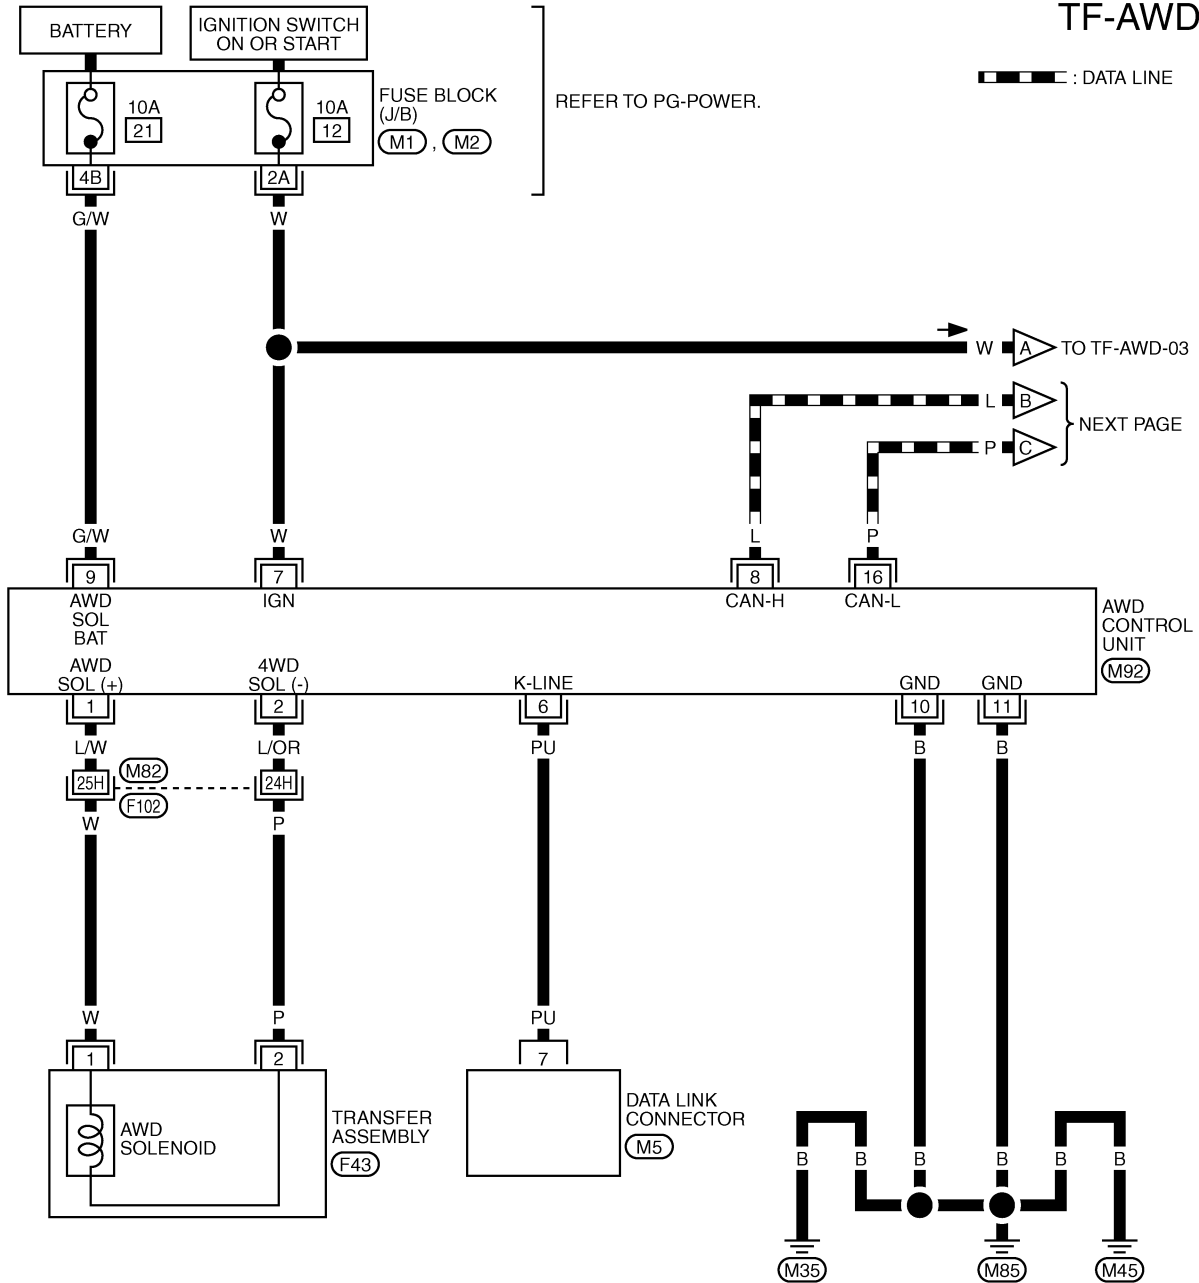 TF-AWD
BATTERY
IGNITION SWITCH
ON OR START
: DATA LINE
10A
21
10A
12
FUSE BLOCK
(J/B)
M1 , M2
REFER TO PG-POWER.
4B
2A
G/W
W
W
A
TO TF-AWD-03
L
B
NEXT PAGE
P
C
G/W
W
L
P
9
7
8
16
AWD
SOL
BAT
IGN
CAN-H
CAN-L
AWD
CONTROL
UNIT
M92
AWD
SOL (+)
4WD
SOL (-)
K-LINE
GND
GND
1
2
6
10
11
L/W
L/OR
PU
B
B
25H
M82
F102
24H
W
P
W
P
PU
1
2
7
AWD
SOLENOID
TRANSFER
ASSEMBLY
F43
DATA LINK
CONNECTOR
M5
B
B
B
B
B
B
M35
M85
M45